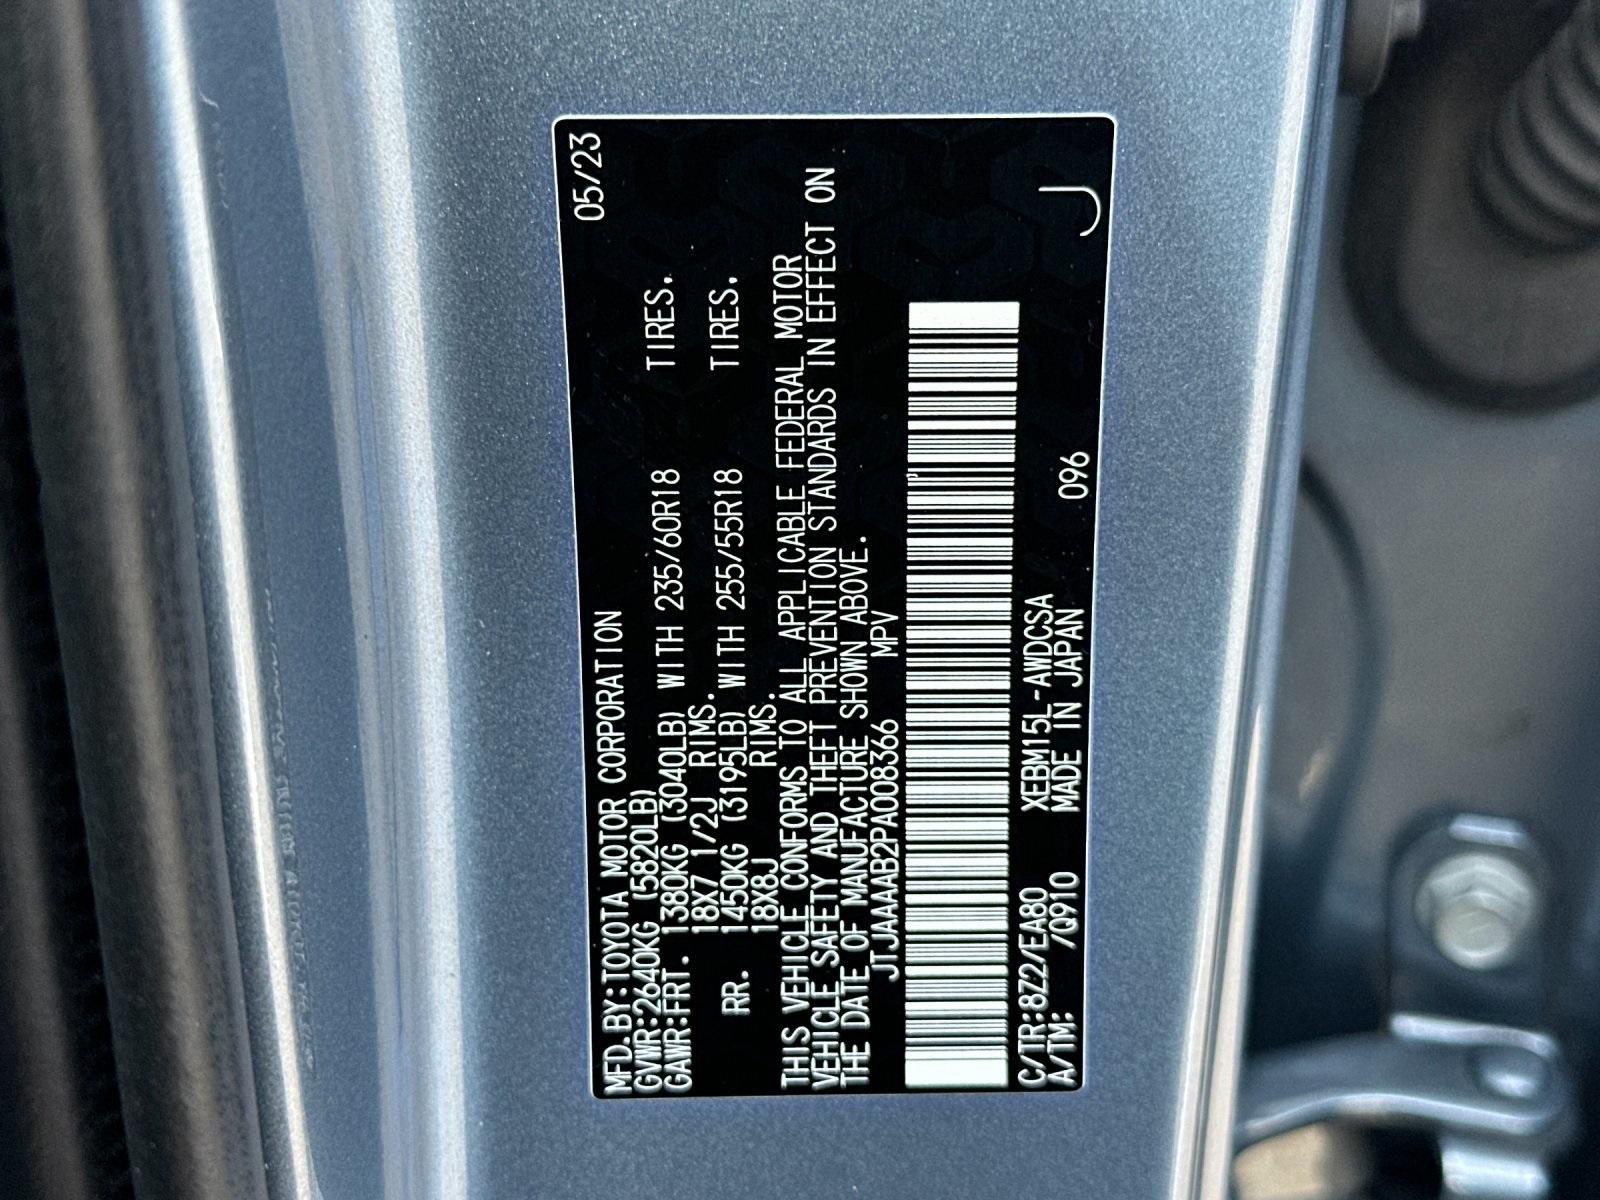 MFD.BY:TOYOTA MOTOR CORPORATION 05/23
GVWR:2640KG (5820LB)
GAWR:FRT. 1380KG (3040LB) WITH 235/60R18 TIRES.
18X7 1/2J RIMS.
RR. 1450KG (3195LB) WITH 255/55R18 TIRES.
18X8J RIMS.
THIS VEHICLE CONFORMS TO ALL APPLICABLE FEDERAL MOTOR
VEHICLE SAFETY AND THEFT PREVENTION STANDARDS IN EFFECT ON
THE DATE OF MANUFACTURE SHOWN ABOVE.
JTJAAAAB2PA008366 MPV
C/TR:8Z2/EA80 XEBM15L-AWDCSA
A/TM: /Q910 MADE IN JAPAN 096 J